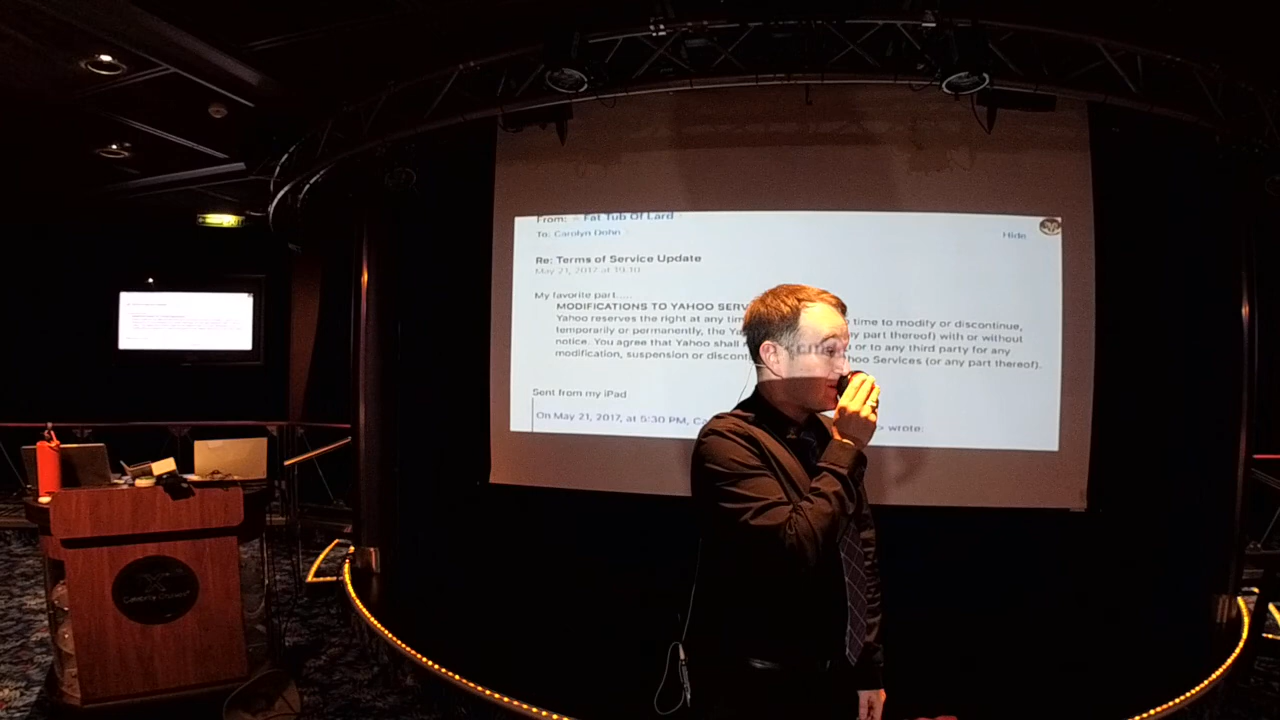 From: Fat Tub Of Lard
To: Carolyn Dohn
Hide
Re: Terms of Service Update
May 21, 2017 at 19:10
My favorite part.....
MODIFICATIONS TO YAHOO SERV
Yahoo reserves the right at any tim time to modify or discontinue,
temporarily or permanently, the Ya any part thereof) with or without
notice. You agree that Yahoo shall or to any third party for any
modification, suspension or discont hoo Services (or any part thereof).
Sent from my iPad
On May 21, 2017, at 5:30 PM, Ca > wrote: